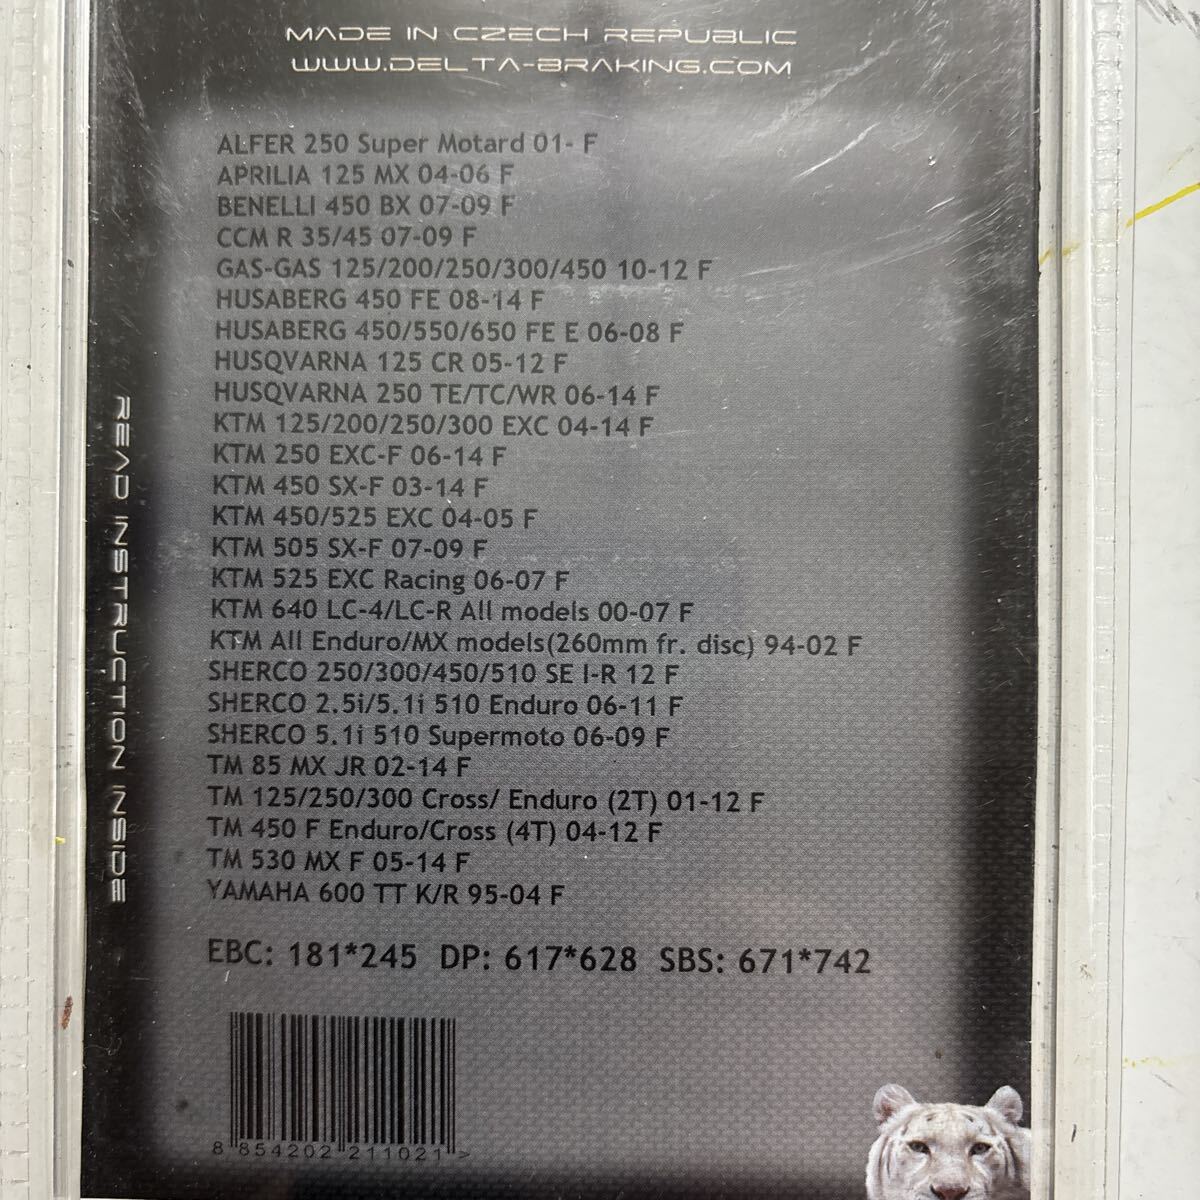 MADE IN CZECH REPUBLIC
WWW.DELTA-BRAKING.COM
ALFER 250 Super Motard 01- F
APRILIA 125 MX 04-06 F
BENELLI 450 BX 07-09 F
CCM R 35/45 07-09 F
GAS-GAS 125/200/250/300/450 10-12 F
HUSABERG 450 FE 08-14 F
HUSABERG 450/550/650 FE E 06-08 F
HUSQVARNA 125 CR 05-12 F
HUSQVARNA 250 TE/TC/WR 06-14 F
KTM 125/200/250/300 EXC 04-14 F
KTM 250 EXC-F 06-14 F
KTM 450 SX-F 03-14 F
KTM 450/525 EXC 04-05 F
KTM 505 SX-F 07-09 F
KTM 525 EXC Racing 06-07 F
KTM 640 LC-4/LC-R All models 00-07 F
KTM All Enduro/MX models(260mm fr. disc) 94-02 F
SHERCO 250/300/450/510 SE I-R 12 F
SHERCO 2.5i/5.1i 510 Enduro 06-11 F
SHERCO 5.1i 510 Supermoto 06-09 F
TM 85 MX JR 02-14 F
TM 125/250/300 Cross/ Enduro (2T) 01-12 F
TM 450 F Enduro/Cross (4T) 04-12 F
TM 530 MX F 05-14 F
YAMAHA 600 TT K/R 95-04 F
EBC: 181*245 DP: 617*628 SBS: 671*742
8 854202 211021 >
READ INSTRUCTION INSIDE